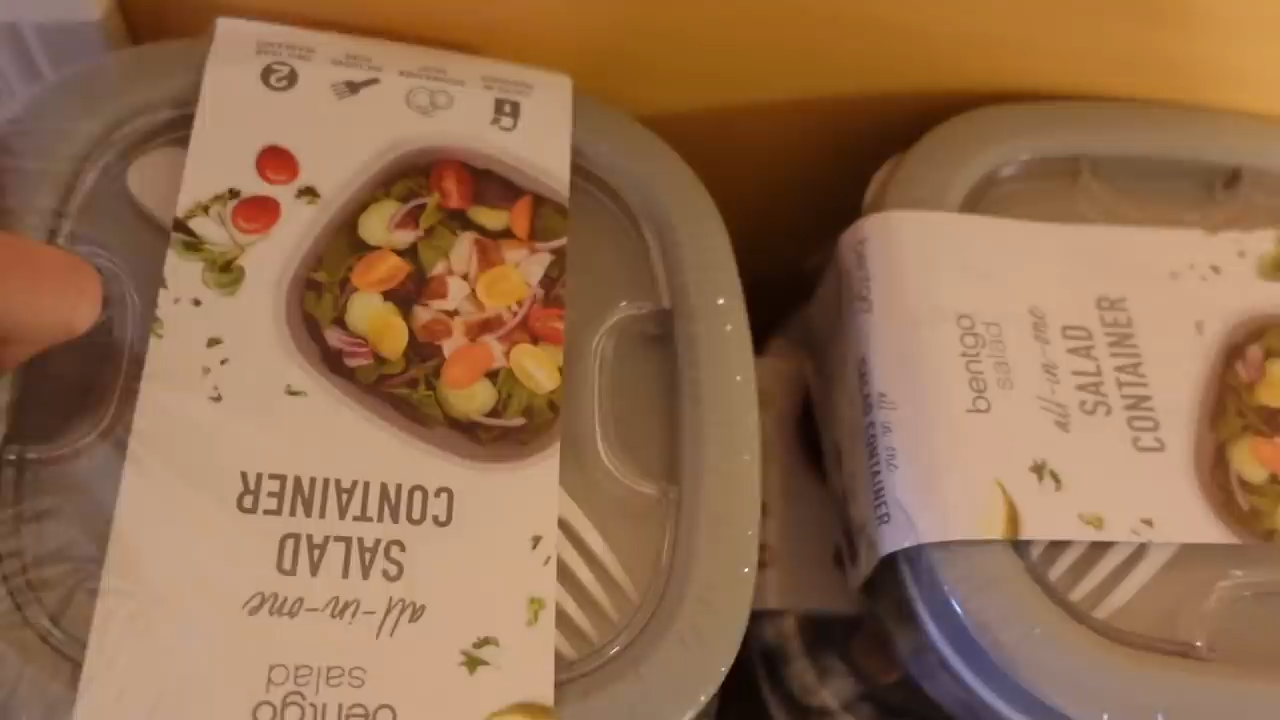 bentgo
salad
all-in-one
SALAD
CONTAINER
2
bentgo
salad
all-in-one
SALAD
CONTAINER
all in one
SALAD CONTAINER